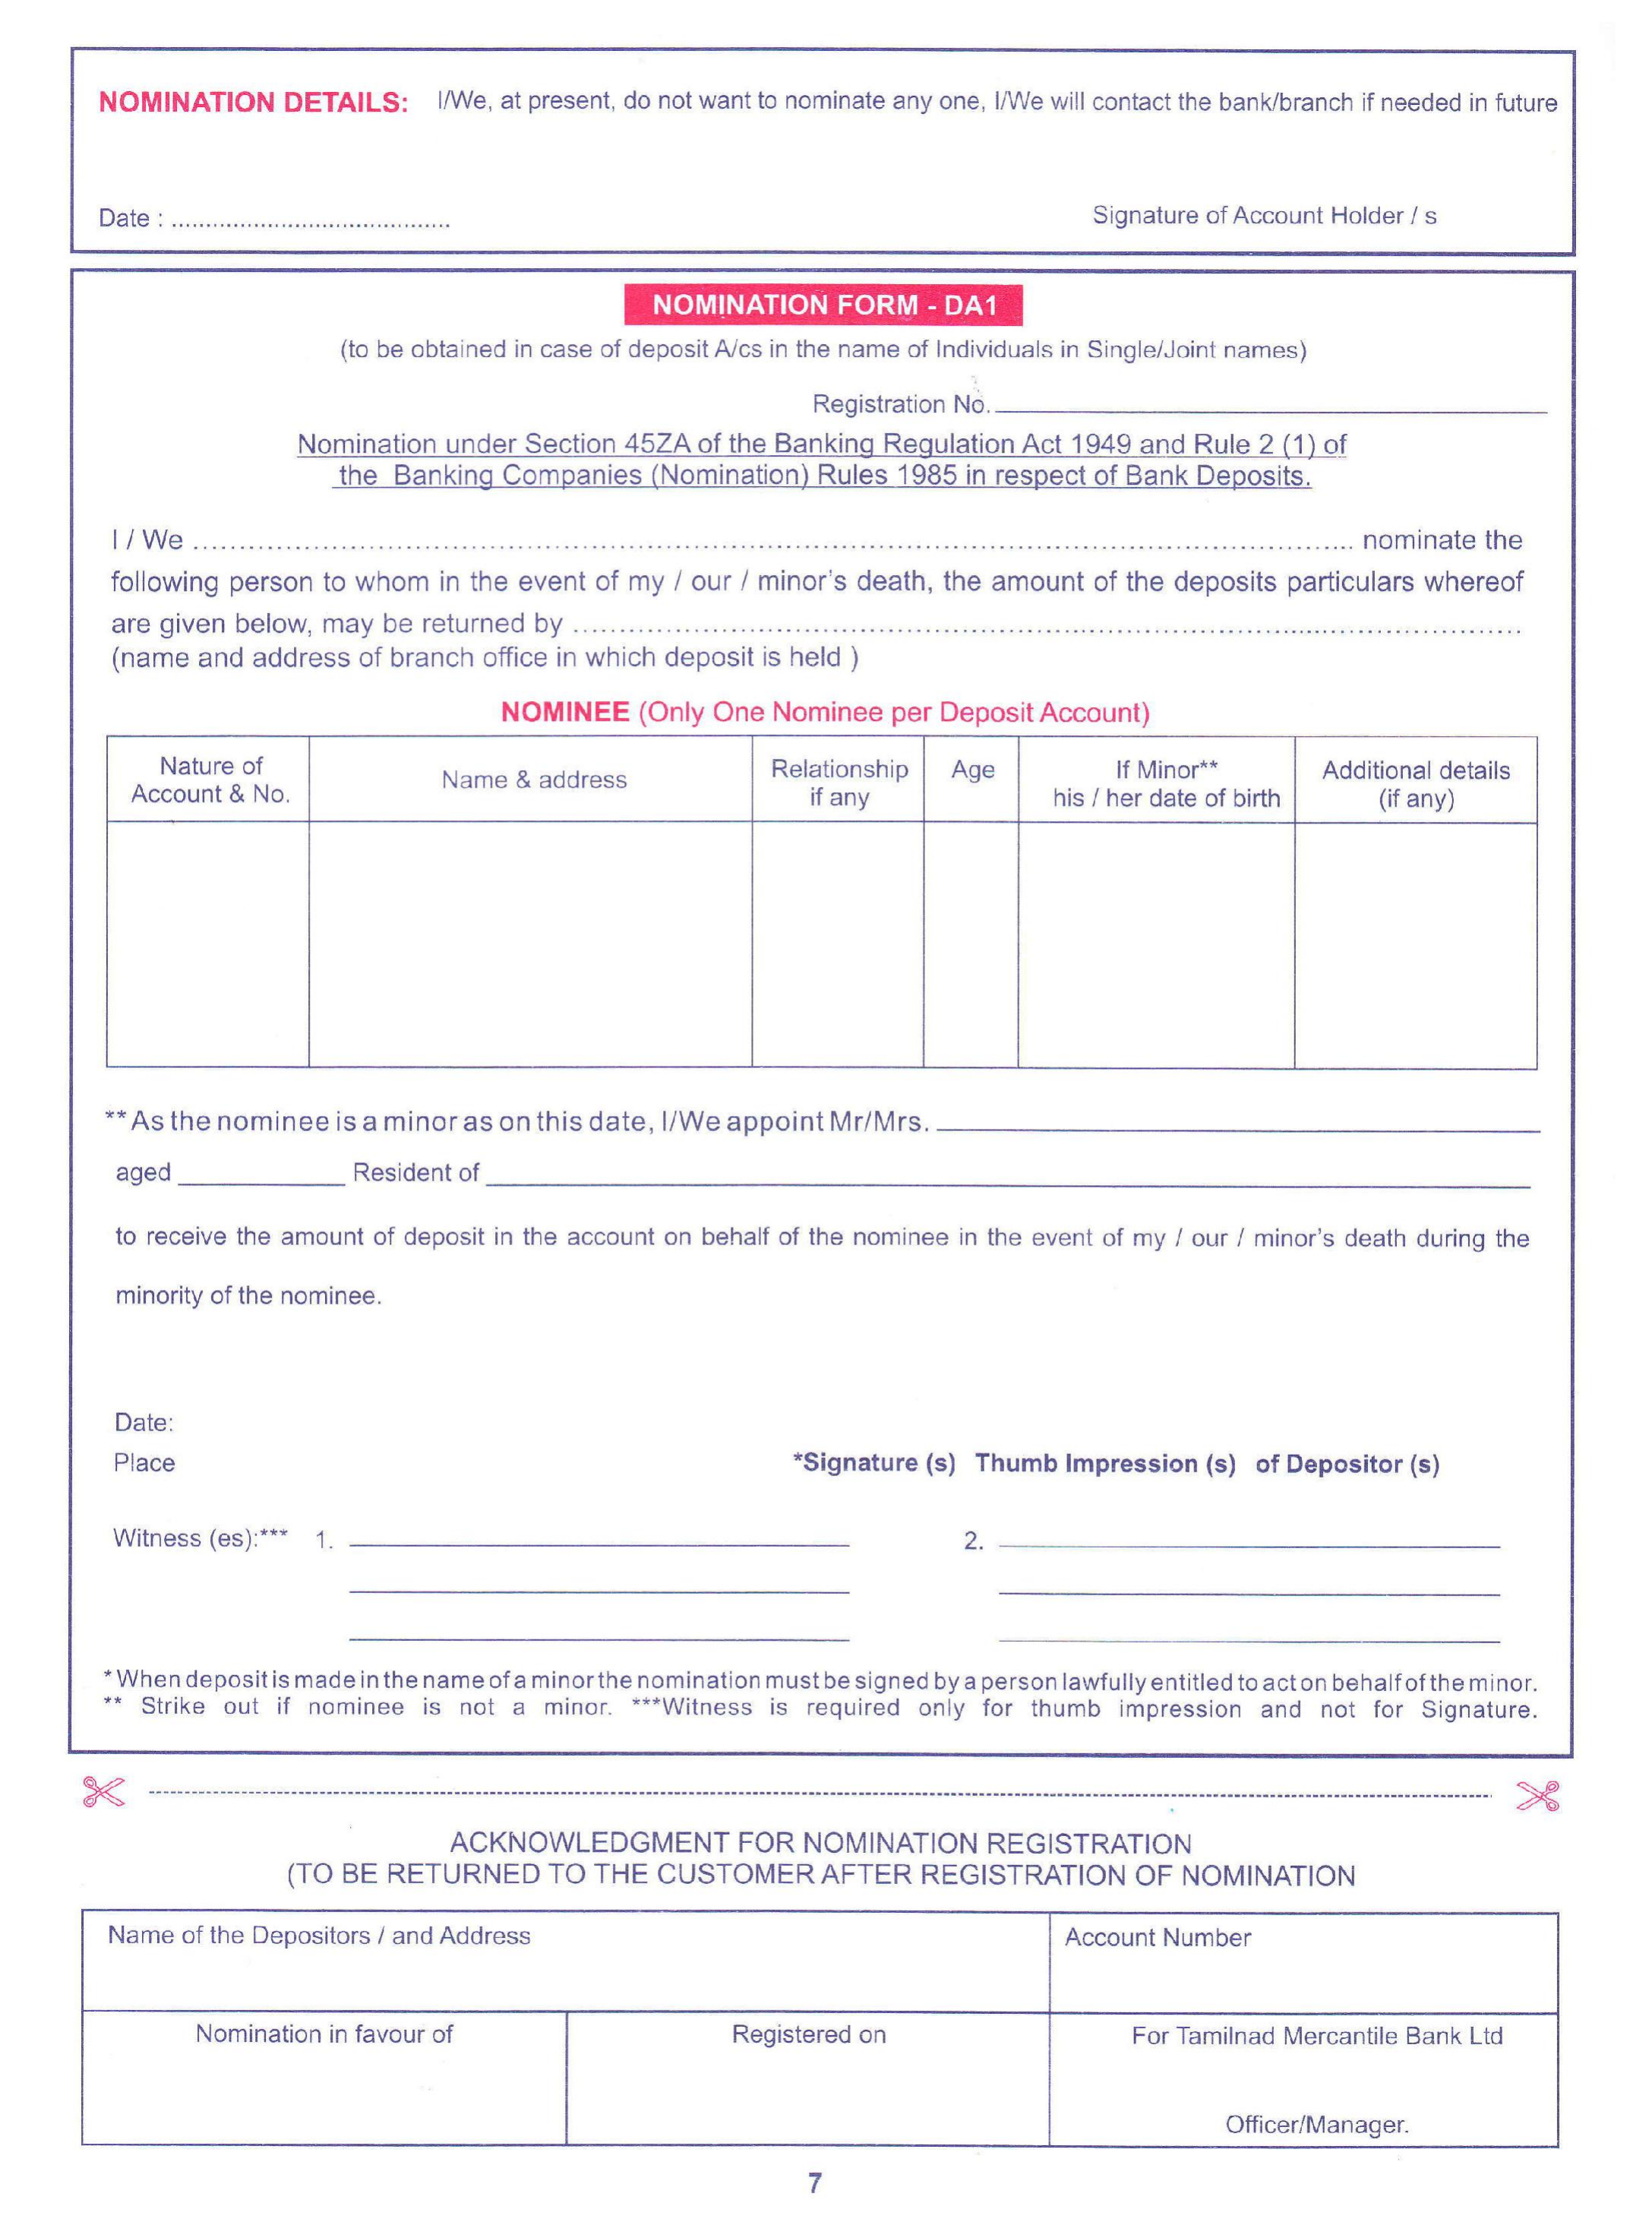 NOMINATION DETAILS: I/We, at present, do not want to nominate any one, I/We will contact the bank/branch if needed in future
Date : ........................................ Signature of Account Holder / s
NOMINATION FORM - DA1
(to be obtained in case of deposit A/cs in the name of Individuals in Single/Joint names)
Registration No.
Nomination under Section 45ZA of the Banking Regulation Act 1949 and Rule 2 (1) of
the Banking Companies (Nomination) Rules 1985 in respect of Bank Deposits.
I / We ........................................ nominate the
following person to whom in the event of my / our / minor's death, the amount of the deposits particulars whereof
are given below, may be returned by ........................................
(name and address of branch office in which deposit is held )
NOMINEE (Only One Nominee per Deposit Account)
Nature of
Account & No.
Name & address
Relationship
if any
Age
If Minor**
his / her date of birth
Additional details
(if any)
** As the nominee is a minor as on this date, I/We appoint Mr/Mrs.
aged Resident of
to receive the amount of deposit in the account on behalf of the nominee in the event of my / our / minor's death during the
minority of the nominee.
Date:
Place *Signature (s) Thumb Impression (s) of Depositor (s)
Witness (es):*** 1. 2.
* When deposit is made in the name of a minor the nomination must be signed by a person lawfully entitled to act on behalf of the minor.
** Strike out if nominee is not a minor. ***Witness is required only for thumb impression and not for Signature.
ACKNOWLEDGMENT FOR NOMINATION REGISTRATION
(TO BE RETURNED TO THE CUSTOMER AFTER REGISTRATION OF NOMINATION
Name of the Depositors / and Address
Account Number
Nomination in favour of
Registered on
For Tamilnad Mercantile Bank Ltd
Officer/Manager.
7